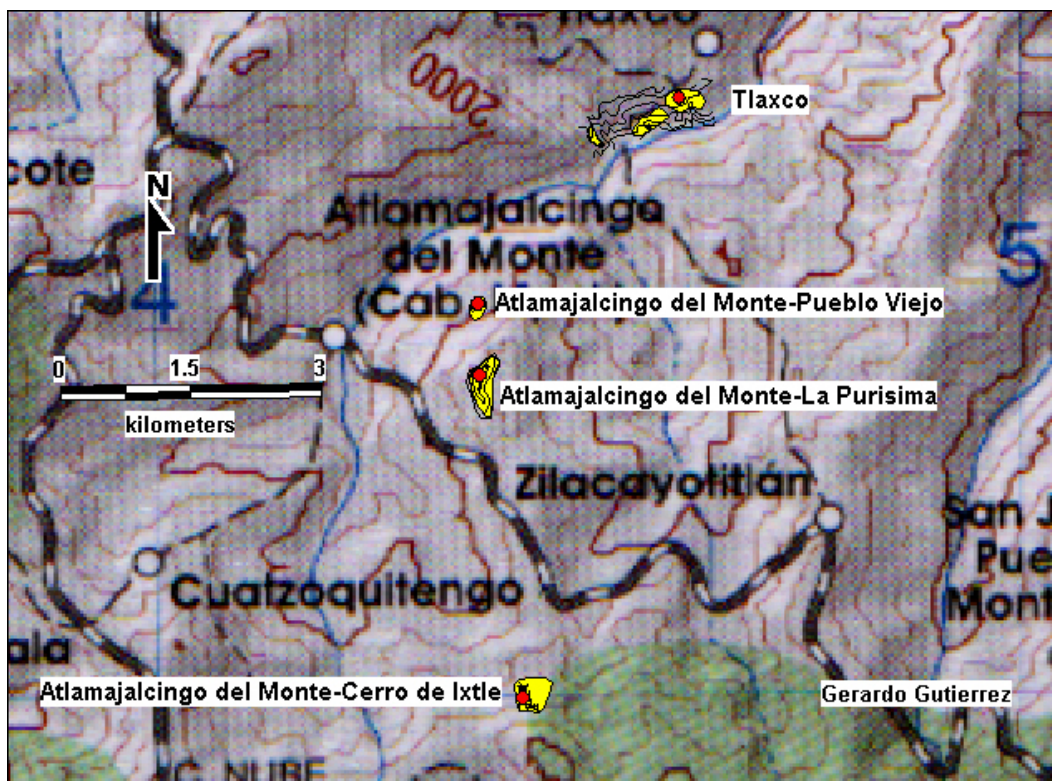 Tlaxco
2000
Tlaxco
cote
N
Atlamajalcingo
del Monte
(Cab
5
4
Atlamajalcingo del Monte-Pueblo Viejo
0 1.5 3
kilometers
Atlamajalcingo del Monte-La Purisima
Zilacayotitlán
San J
Pue
Mont
Cuatzoquitengo
ala
Atlamajalcingo del Monte-Cerro de Ixtle
Gerardo Gutierrez
NUBE